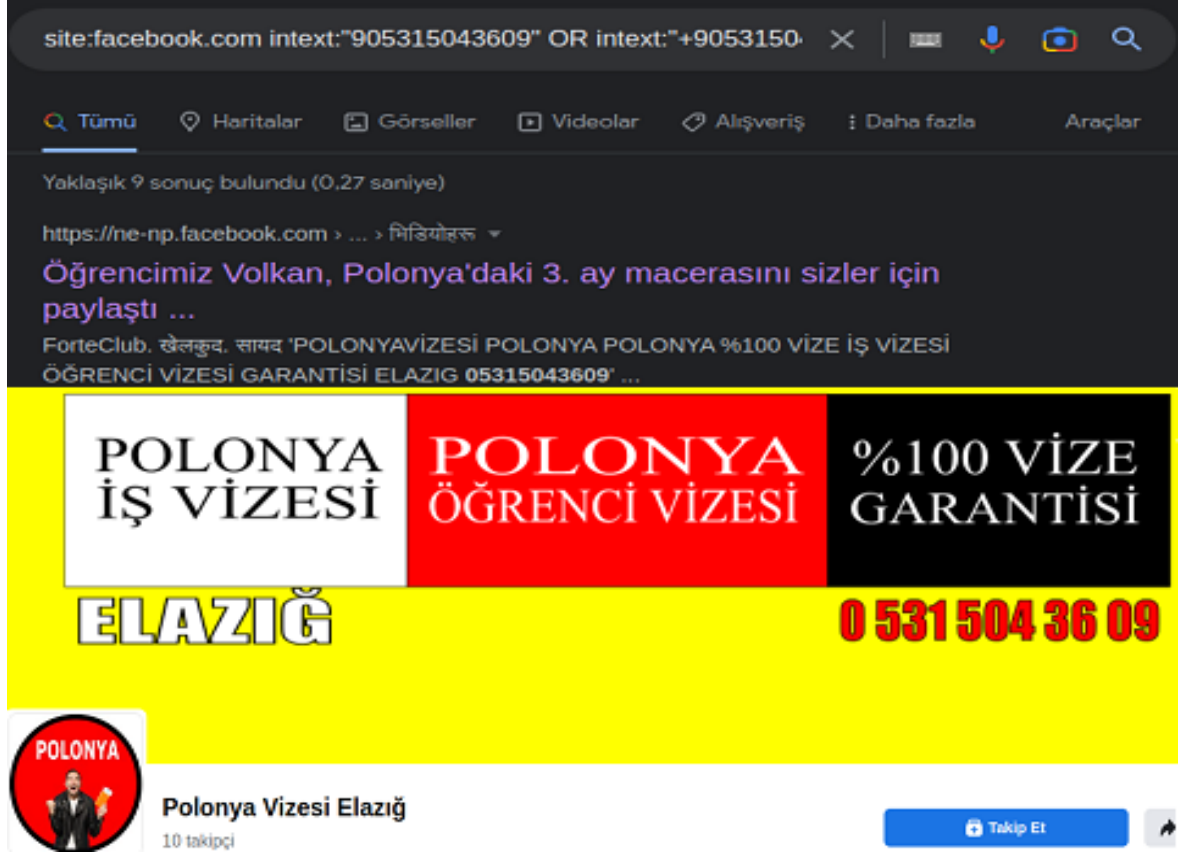 site:facebook.com intext:"905315043609" OR intext:"+9053150
Tümü Haritalar Görseller Videolar Alışveriş Daha fazla Araçlar
Yaklaşık 9 sonuç bulundu (0,27 saniye)
https://ne-np.facebook.com › ... › भिडियोहरू
Öğrencimiz Volkan, Polonya'daki 3. ay macerasını sizler için
paylaştı ...
ForteClub. खेलकुद. सायद 'POLONYAVİZESİ POLONYA POLONYA %100 VİZE İŞ VİZESİ
ÖĞRENCİ VİZESİ GARANTİSİ ELAZIG 05315043609' ...
POLONYA
İŞ VİZESİ
POLONYA
ÖĞRENCİ VİZESİ
%100 VİZE
GARANTİSİ
ELAZIĞ
0 531 504 36 09
POLONYA
Polonya Vizesi Elazığ
10 takipçi
Takip Et